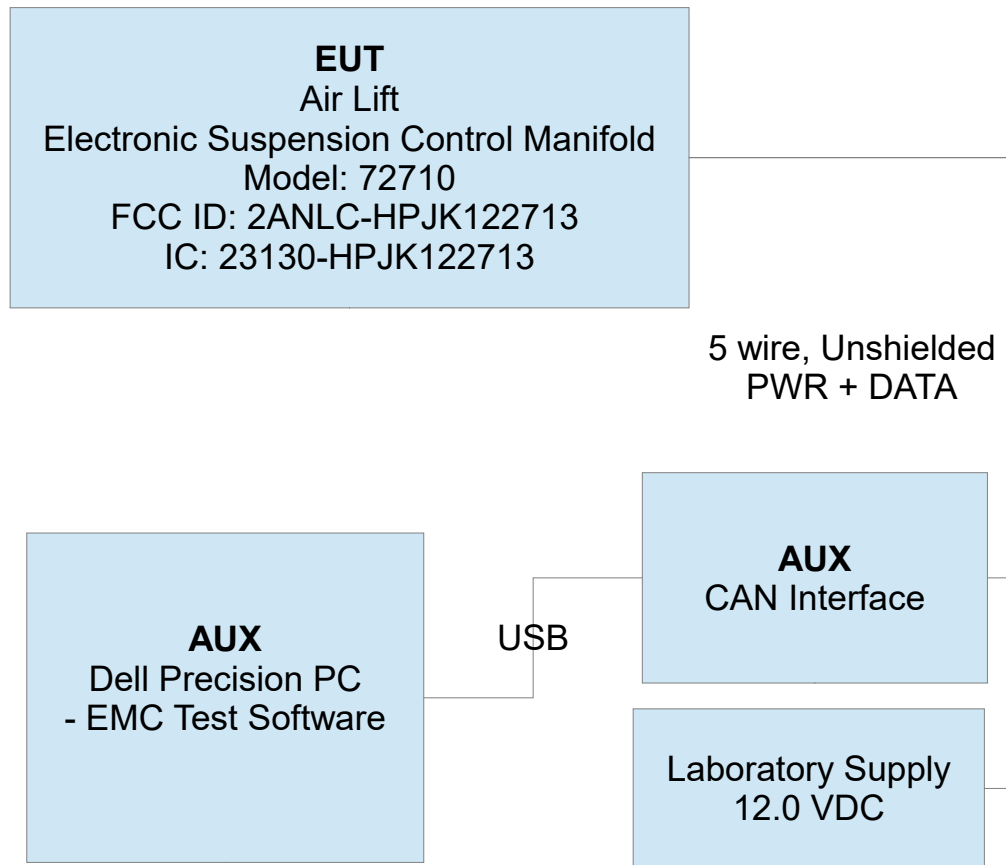 EUT
Air Lift
Electronic Suspension Control Manifold
Model: 72710
FCC ID: 2ANLC-HPJK122713
IC: 23130-HPJK122713
5 wire, Unshielded
PWR + DATA
AUX
CAN Interface
USB
AUX
Dell Precision PC
- EMC Test Software
Laboratory Supply
12.0 VDC